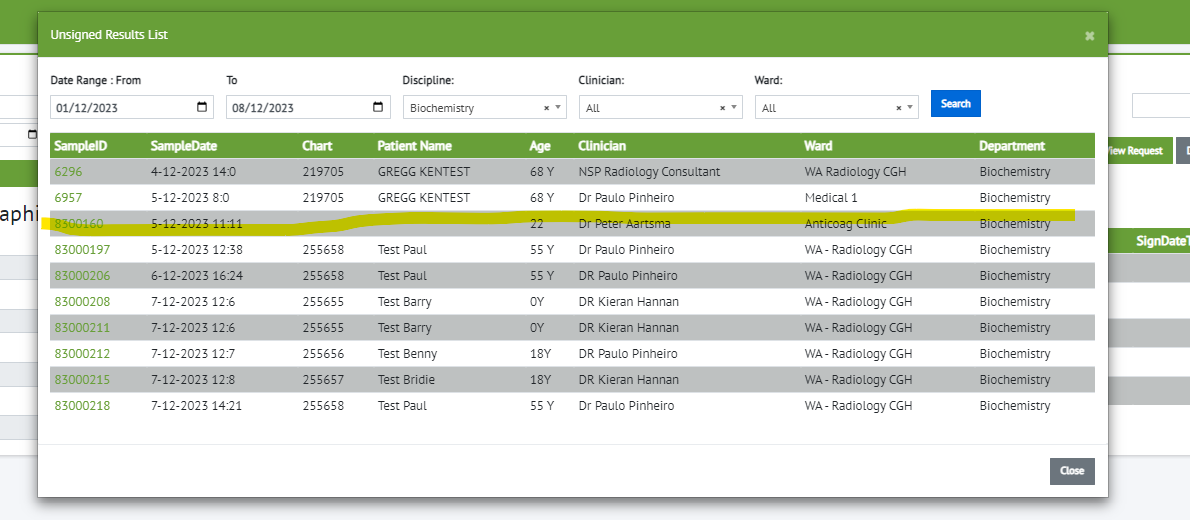 Unsigned Results List ×
Date Range : From To Discipline: Clinician: Ward:
01/12/2023 08/12/2023 Biochemistry × All × All × Search
SampleID SampleDate Chart Patient Name Age Clinician Ward Department
6296 4-12-2023 14:0 219705 GREGG KENTEST 68 Y NSP Radiology Consultant WA Radiology CGH Biochemistry
6957 5-12-2023 8:0 219705 GREGG KENTEST 68 Y Dr Paulo Pinheiro Medical 1 Biochemistry
8300160 5-12-2023 11:11 22 Dr Peter Aartsma Anticoag Clinic Biochemistry
83000197 5-12-2023 12:38 255658 Test Paul 55 Y Dr Paulo Pinheiro WA - Radiology CGH Biochemistry
83000206 6-12-2023 16:24 255658 Test Paul 55 Y DR Paulo Pinheiro WA - Radiology CGH Biochemistry
83000208 7-12-2023 12:6 255655 Test Barry 0Y DR Kieran Hannan WA - Radiology CGH Biochemistry
83000211 7-12-2023 12:6 255655 Test Barry 0Y DR Kieran Hannan WA - Radiology CGH Biochemistry
83000212 7-12-2023 12:7 255656 Test Benny 18Y DR Paulo Pinheiro WA - Radiology CGH Biochemistry
83000215 7-12-2023 12:8 255657 Test Bridie 18Y DR Kieran Hannan WA - Radiology CGH Biochemistry
83000218 7-12-2023 14:21 255658 Test Paul 55 Y Dr Paulo Pinheiro WA - Radiology CGH Biochemistry
Close
View Request
aphi
SignDateT